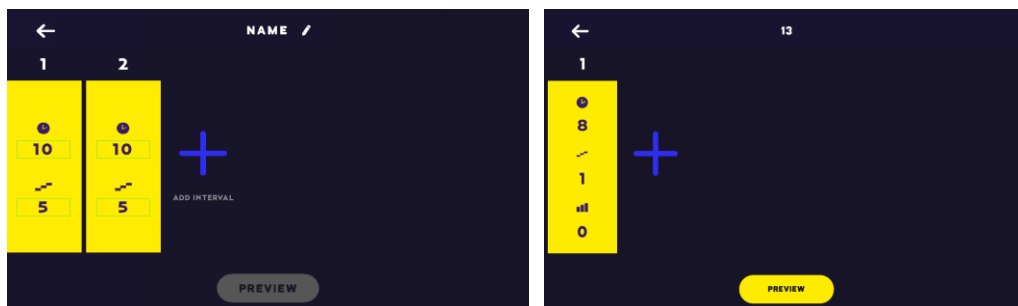 NAME
1 2
10 10
5 5
ADD INTERVAL
PREVIEW
13
1
8
1
0
PREVIEW